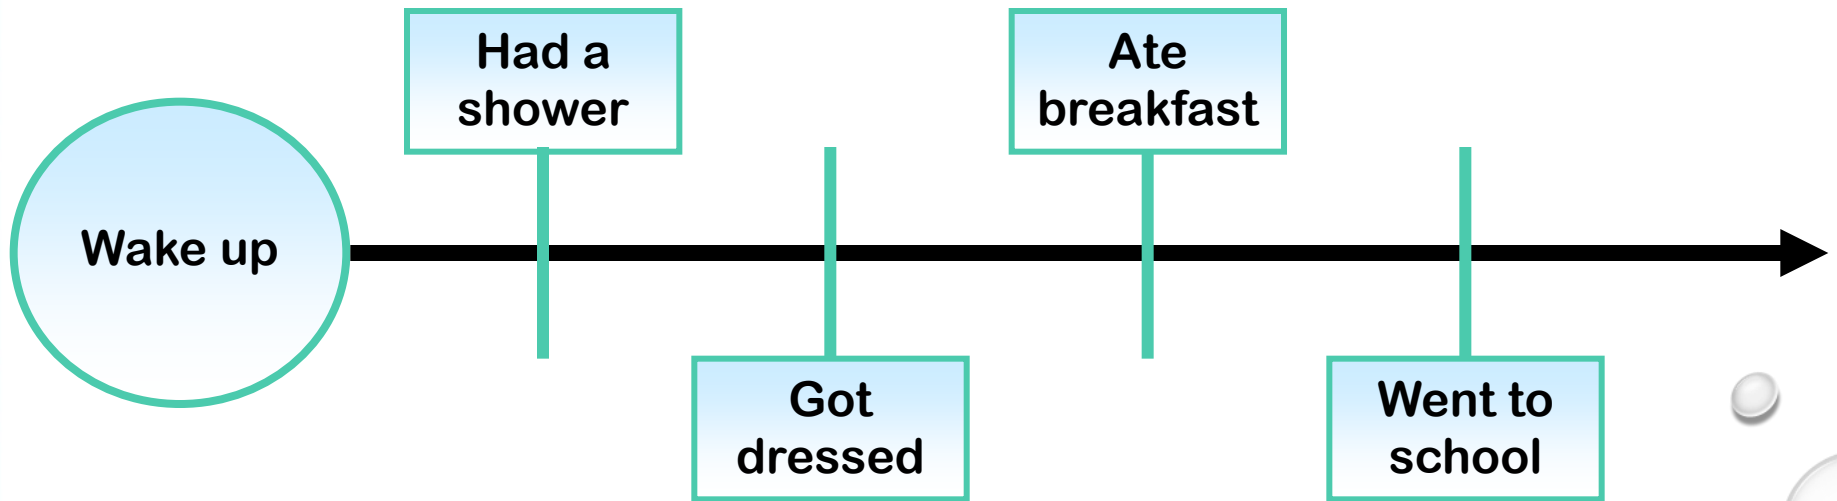 Wake up
Had a
shower
Got
dressed
Ate
breakfast
Went to
school